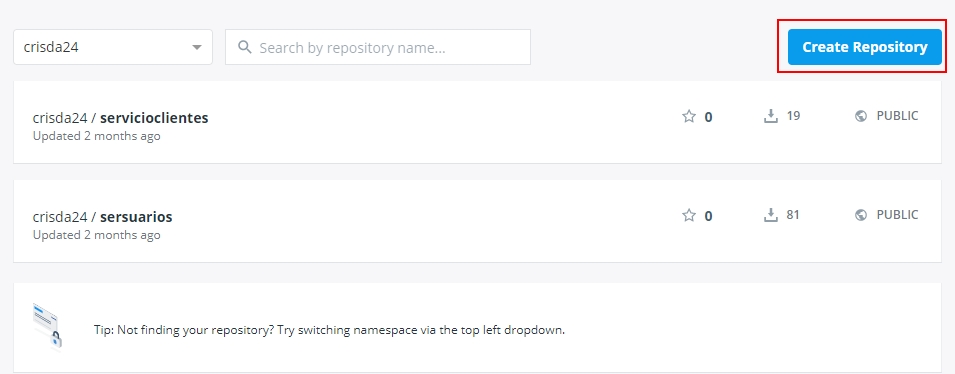 crisda24
Search by repository name...
Create Repository
crisda24 / servicioclientes
0
19
PUBLIC
Updated 2 months ago
crisda24 / sersuarios
0
81
PUBLIC
Updated 2 months ago
Tip: Not finding your repository? Try switching namespace via the top left dropdown.